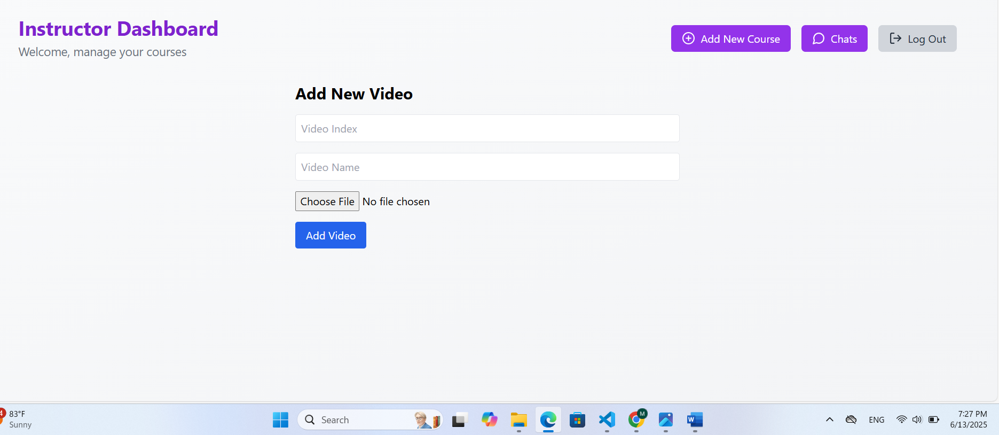 Instructor Dashboard
Welcome, manage your courses
Add New Course
Chats
Log Out
Add New Video
Video Index
Video Name
Choose File No file chosen
Add Video
4
83°F
Sunny
Search
M
W
ENG
7:27 PM
6/13/2025